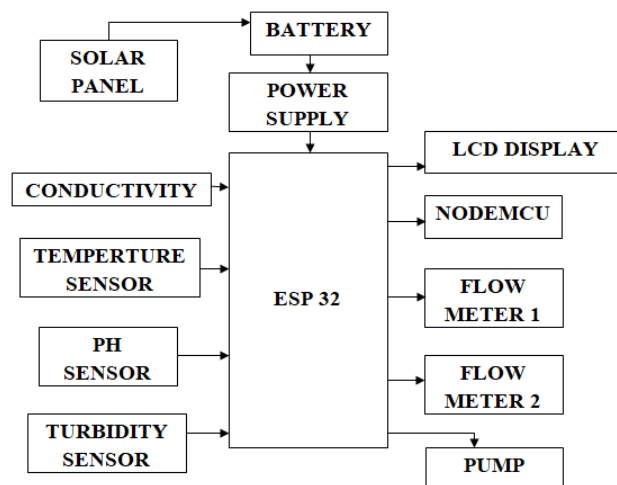 BATTERY
SOLAR
PANEL
POWER
SUPPLY
LCD DISPLAY
CONDUCTIVITY
NODEMCU
TEMPERTURE
SENSOR
ESP 32
FLOW
METER 1
PH
SENSOR
FLOW
METER 2
TURBIDITY
SENSOR
PUMP